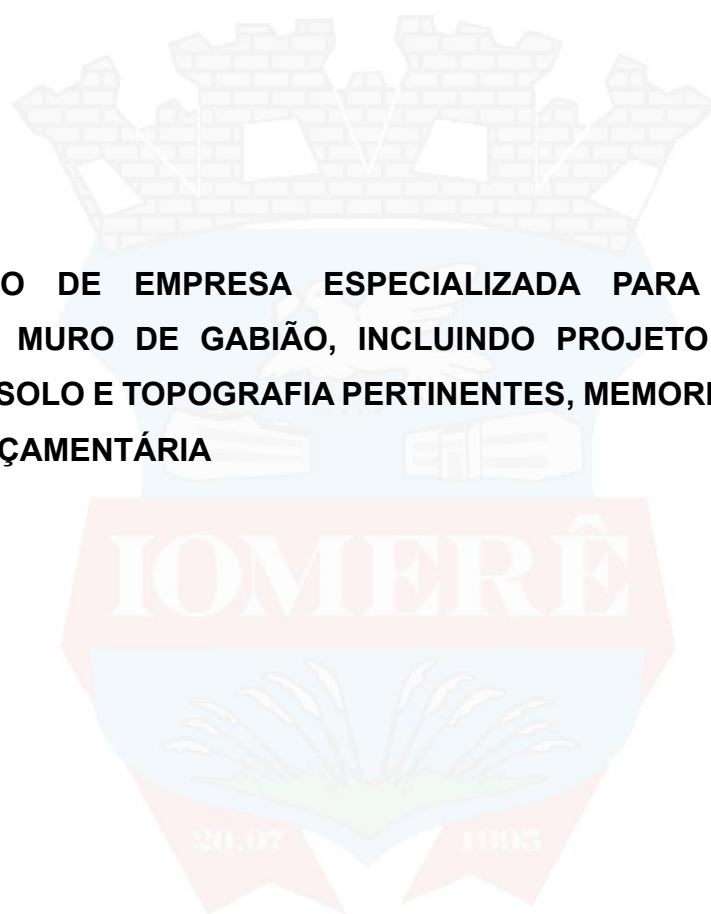 O DE EMPRESA ESPECIALIZADA PARA
MURO DE GABIÃO, INCLUINDO PROJETO
SOLO E TOPOGRAFIA PERTINENTES, MEMORI
ÇAMENTÁRIA
IOMERÊ
20.07 1995